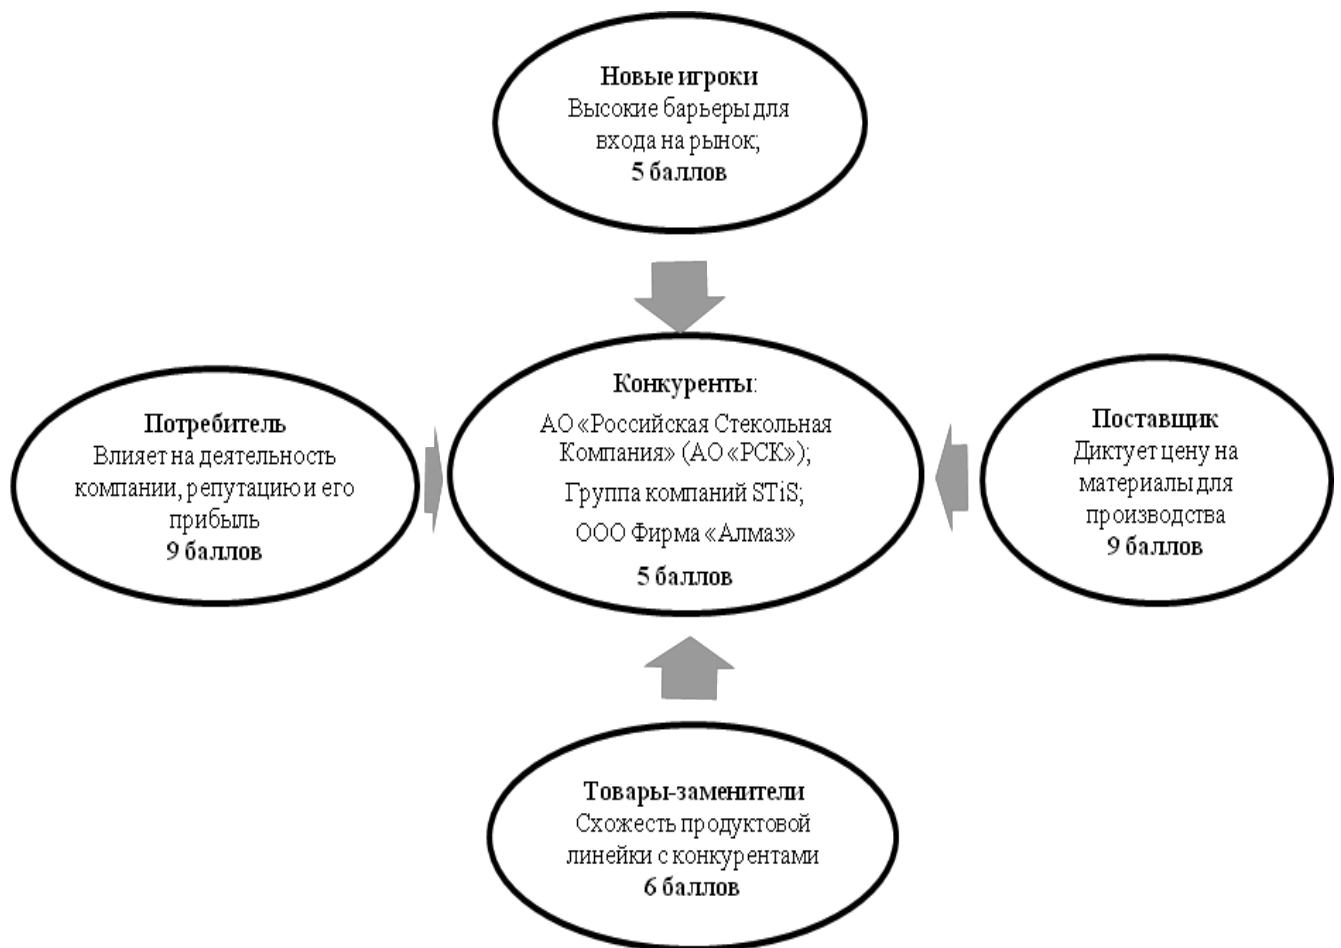 Новые игроки
Высокие барьеры для
входа на рынок;
5 баллов
Потребитель
Влияет на деятельность
компании, репутацию и его
прибыль
9 баллов
Конкуренты:
АО «Российская Стекольная
Компания» (АО «РСК»);
Группа компаний STiS;
ООО Фирма «Алмаз»
5 баллов
Поставщик
Диктует цену на
материалы для
производства
9 баллов
Товары-заменители
Схожесть продуктовой
линейки с конкурентами
6 баллов